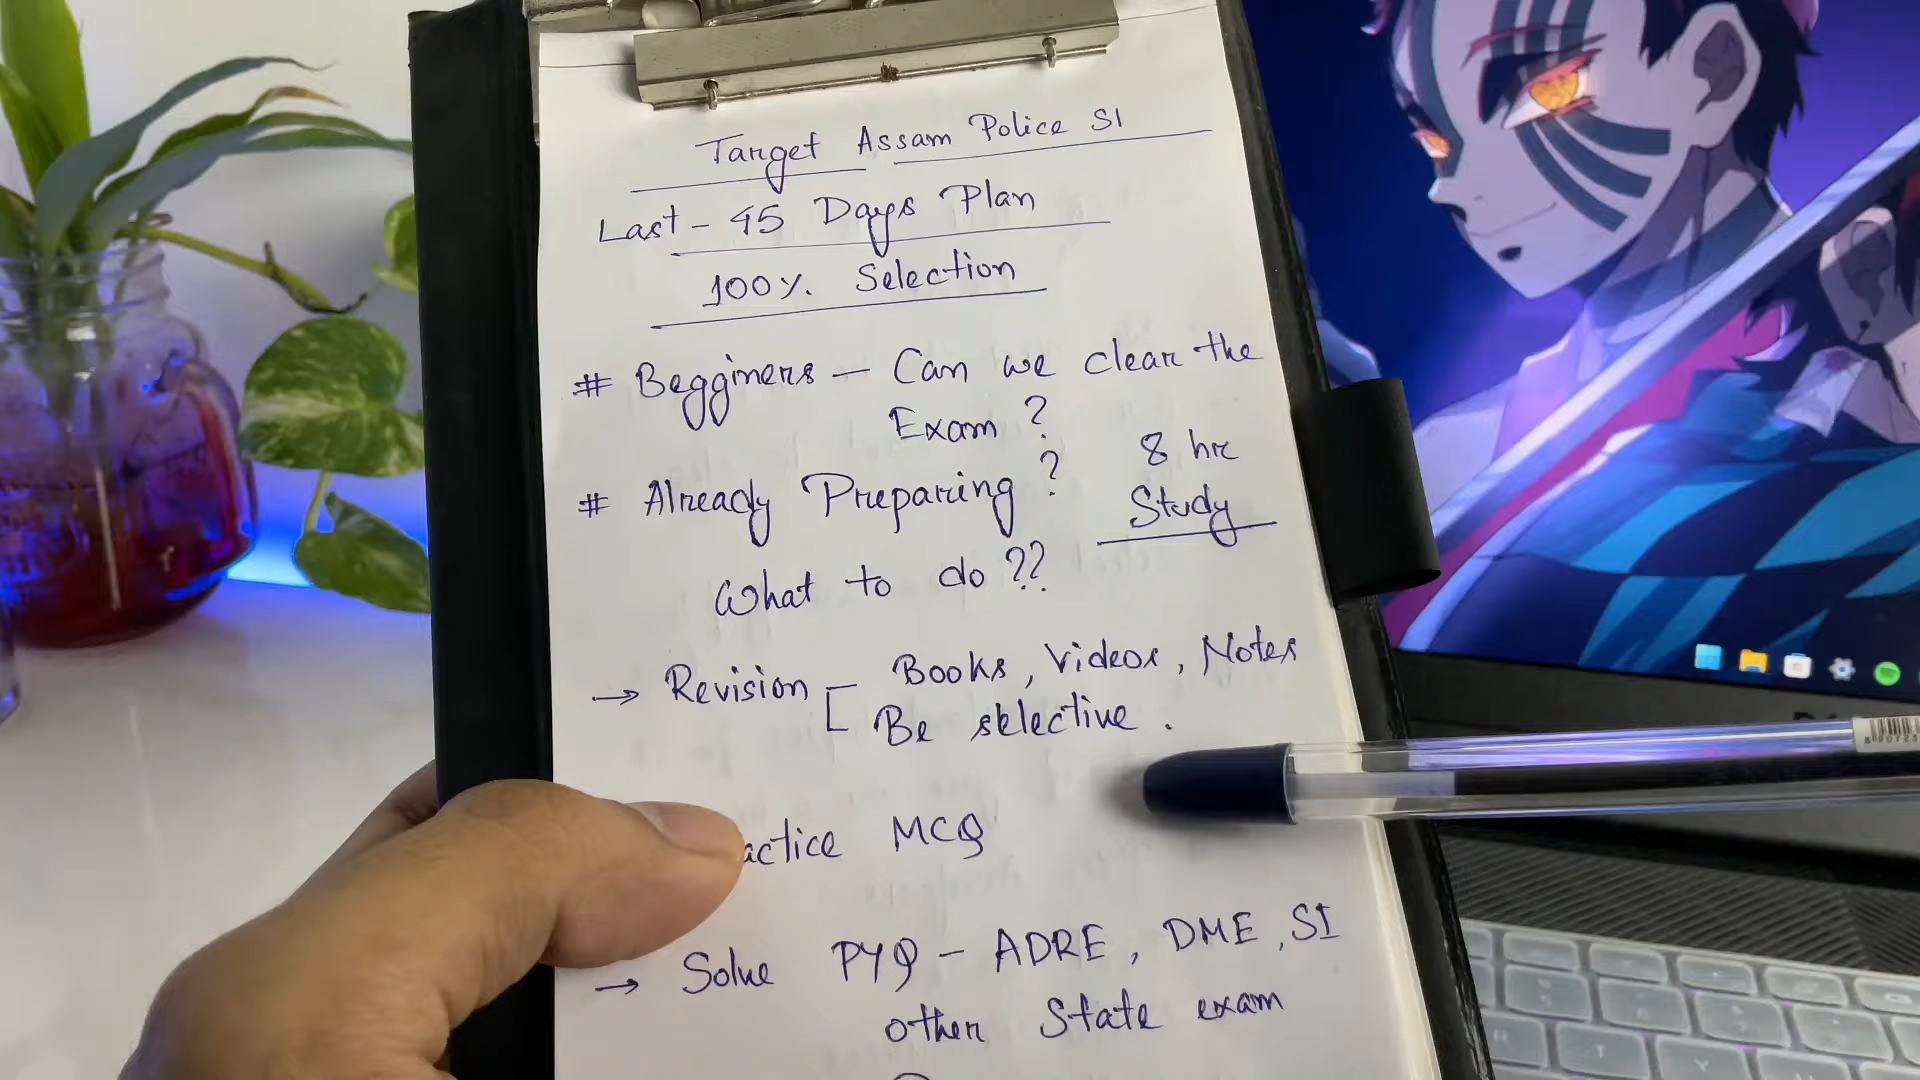 Target Assam Police SI
Last - 45 Days Plan
100%. Selection
# Begginers - Can we clear the
Exam ?
8 hr
# Already Preparing ?
Study
What to do ??
→ Revision [ Books, Videos, Notes
Be selective .
actice MCQ
→ Solve PYQ - ADRE, DME, SI
other State exam